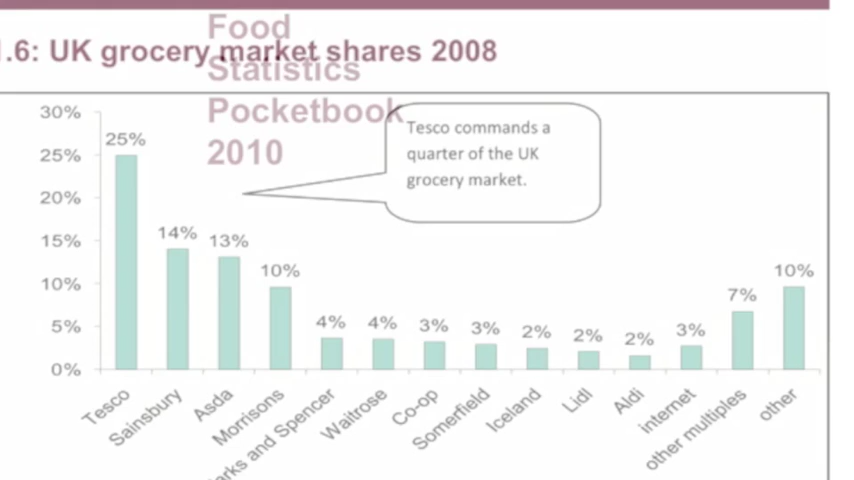 Food
.6: UK grocery market shares 2008
Statistics
Pocketbook
2010
Tesco commands a
quarter of the UK
grocery market.
30%
25%
20%
15%
10%
5%
0%
25%
14%
13%
10%
4%
4%
3%
3%
2%
2%
2%
3%
7%
10%
Tesco
Sainsbury
Asda
Morrisons
arks and Spencer
Waitrose
Co-op
Somerfield
Iceland
Lidl
Aldi
internet
other multiples
other